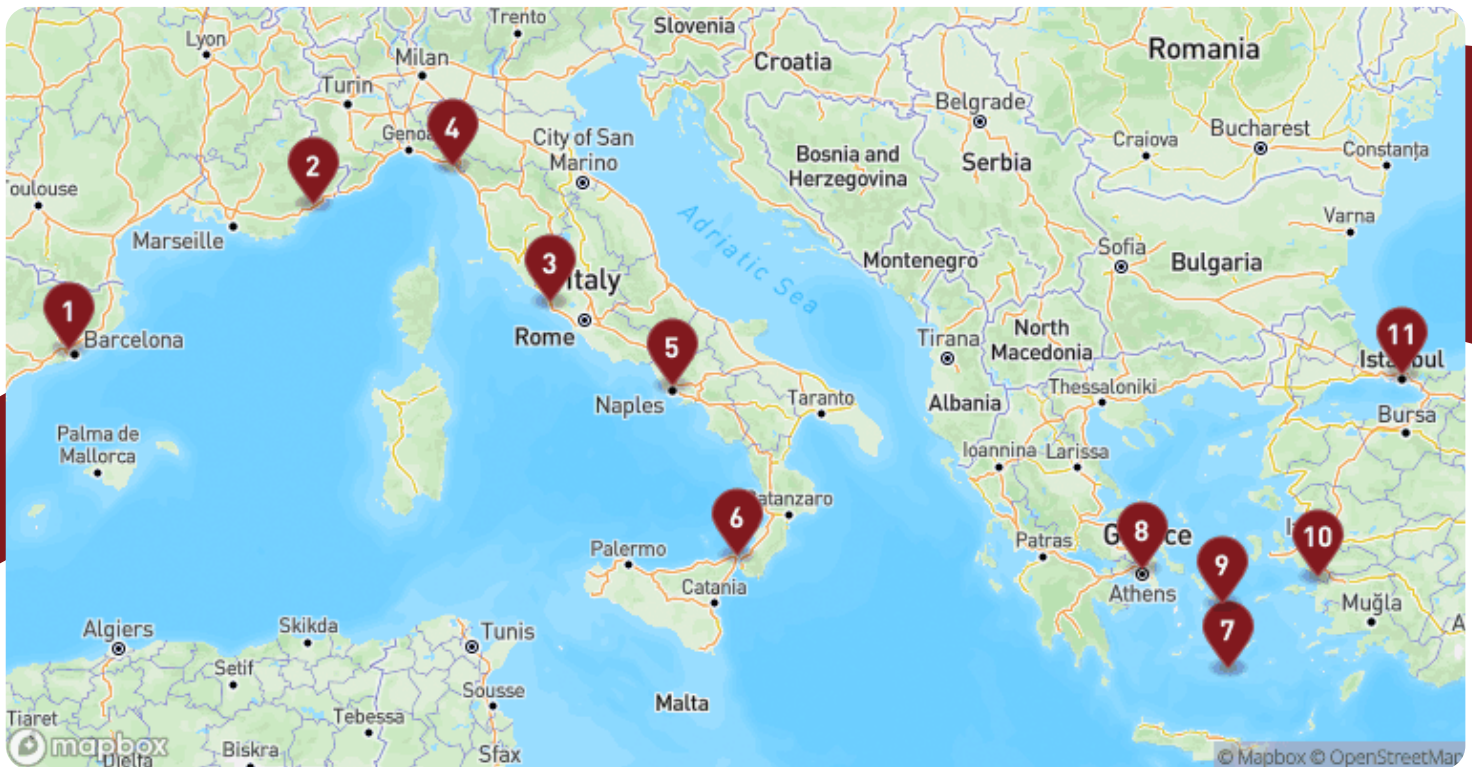 Trento
Slovenia
Lyon
Romania
Milan
Croatia
Turin
Belgrade
Craiova
Bucharest
4
Genoa
City of San
Marino
Bosnia and
Herzegovina
Serbia
Constanța
2
oulouse
Varna
Marseille
Adriatic Sea
Montenegro
Sofia
Bulgaria
3
Italy
1
Barcelona
Rome
Tirana
North
Macedonia
11
Istanbul
5
Naples
Taranto
Albania
Thessaloniki
Bursa
Palma de
Mallorca
Ioannina
Larissa
6
Catanzaro
Palermo
Patras
8
Greece
Athens
10
9
Catania
Muğla
7
Algiers
Skikda
Tunis
Setif
Sousse
Malta
Tiaret
Tebessa
mapbox
Djelfa
Biskra
Sfax
© Mapbox © OpenStreetMap